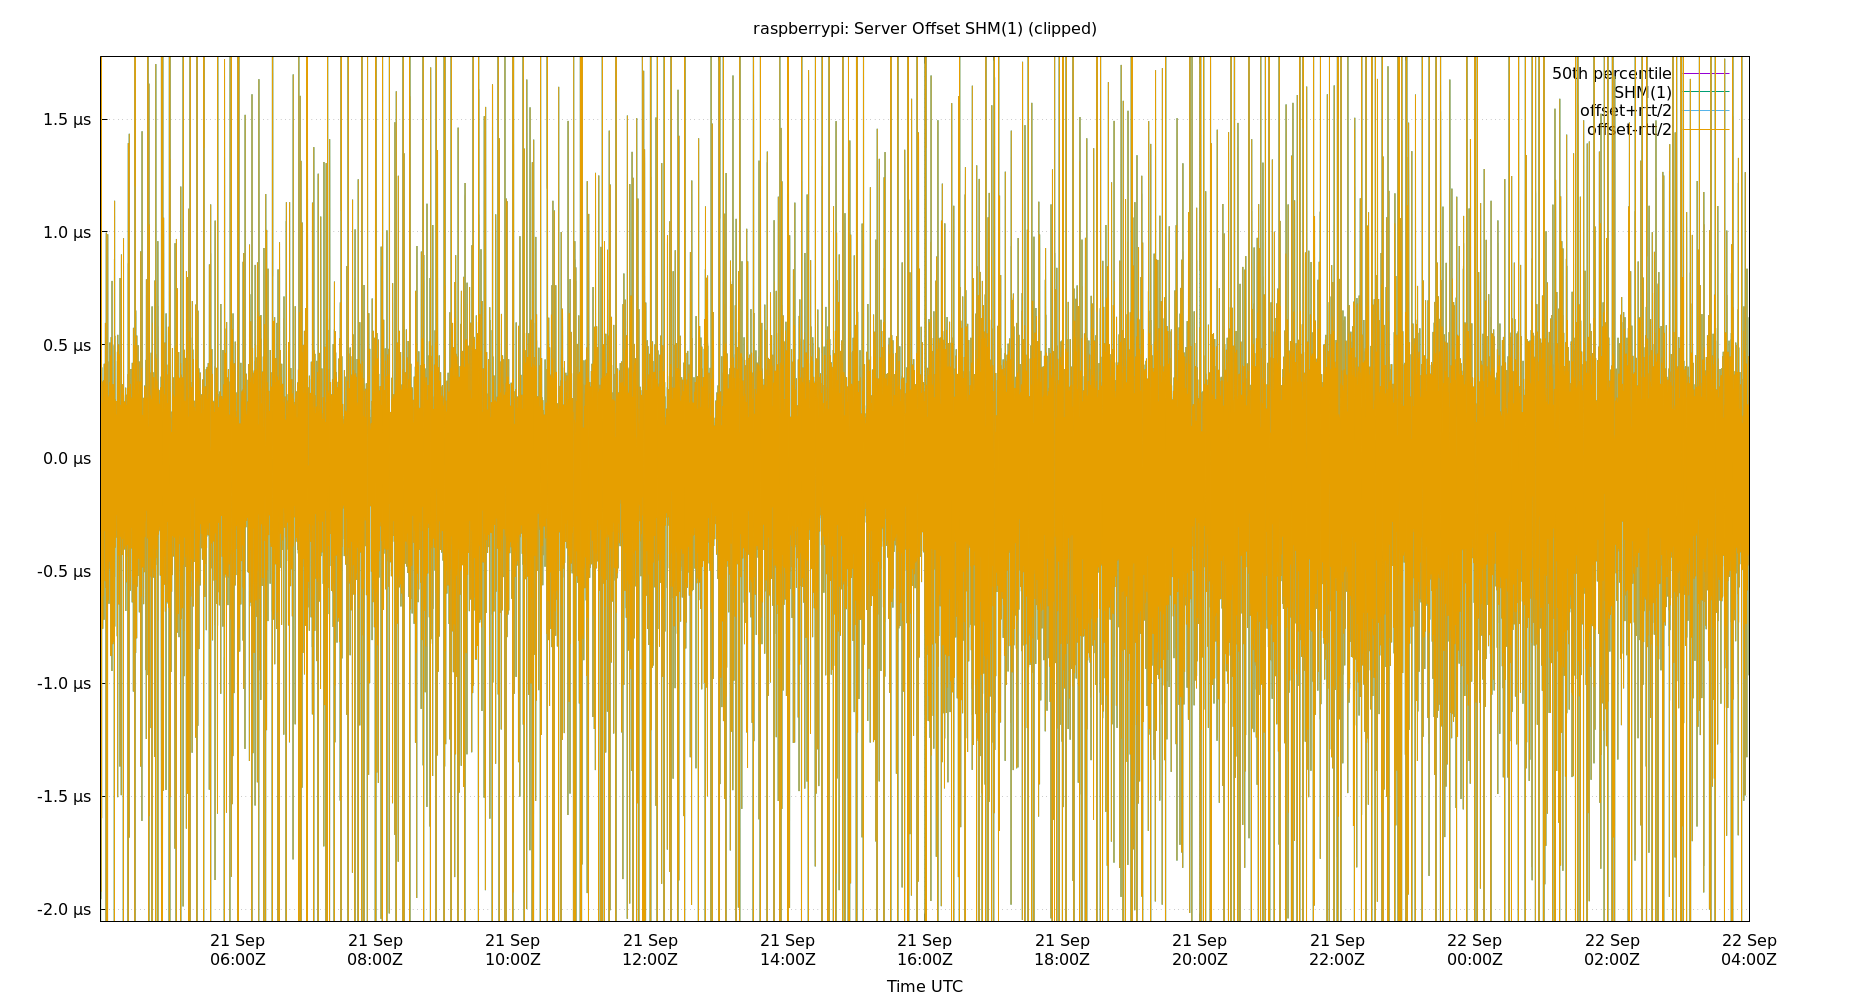 raspberrypi: Server Offset SHM(1) (clipped)
50th percentile
SHM(1)
offset+rtt/2
offset-rtt/2
1.5 µs
1.0 µs
0.5 µs
0.0 µs
-0.5 µs
-1.0 µs
-1.5 µs
-2.0 µs
21 Sep 21 Sep 21 Sep 21 Sep 21 Sep 21 Sep 21 Sep 21 Sep 21 Sep 22 Sep 22 Sep 22 Sep
06:00Z 08:00Z 10:00Z 12:00Z 14:00Z 16:00Z 18:00Z 20:00Z 22:00Z 00:00Z 02:00Z 04:00Z
Time UTC